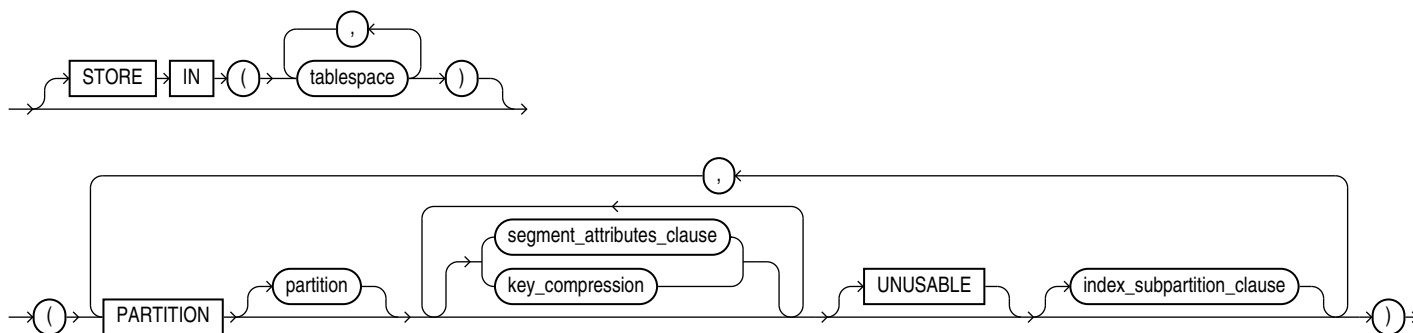 ,
STORE IN ( tablespace )
,
segment_attributes_clause
partition key_compression UNUSABLE index_subpartition_clause
( PARTITION )